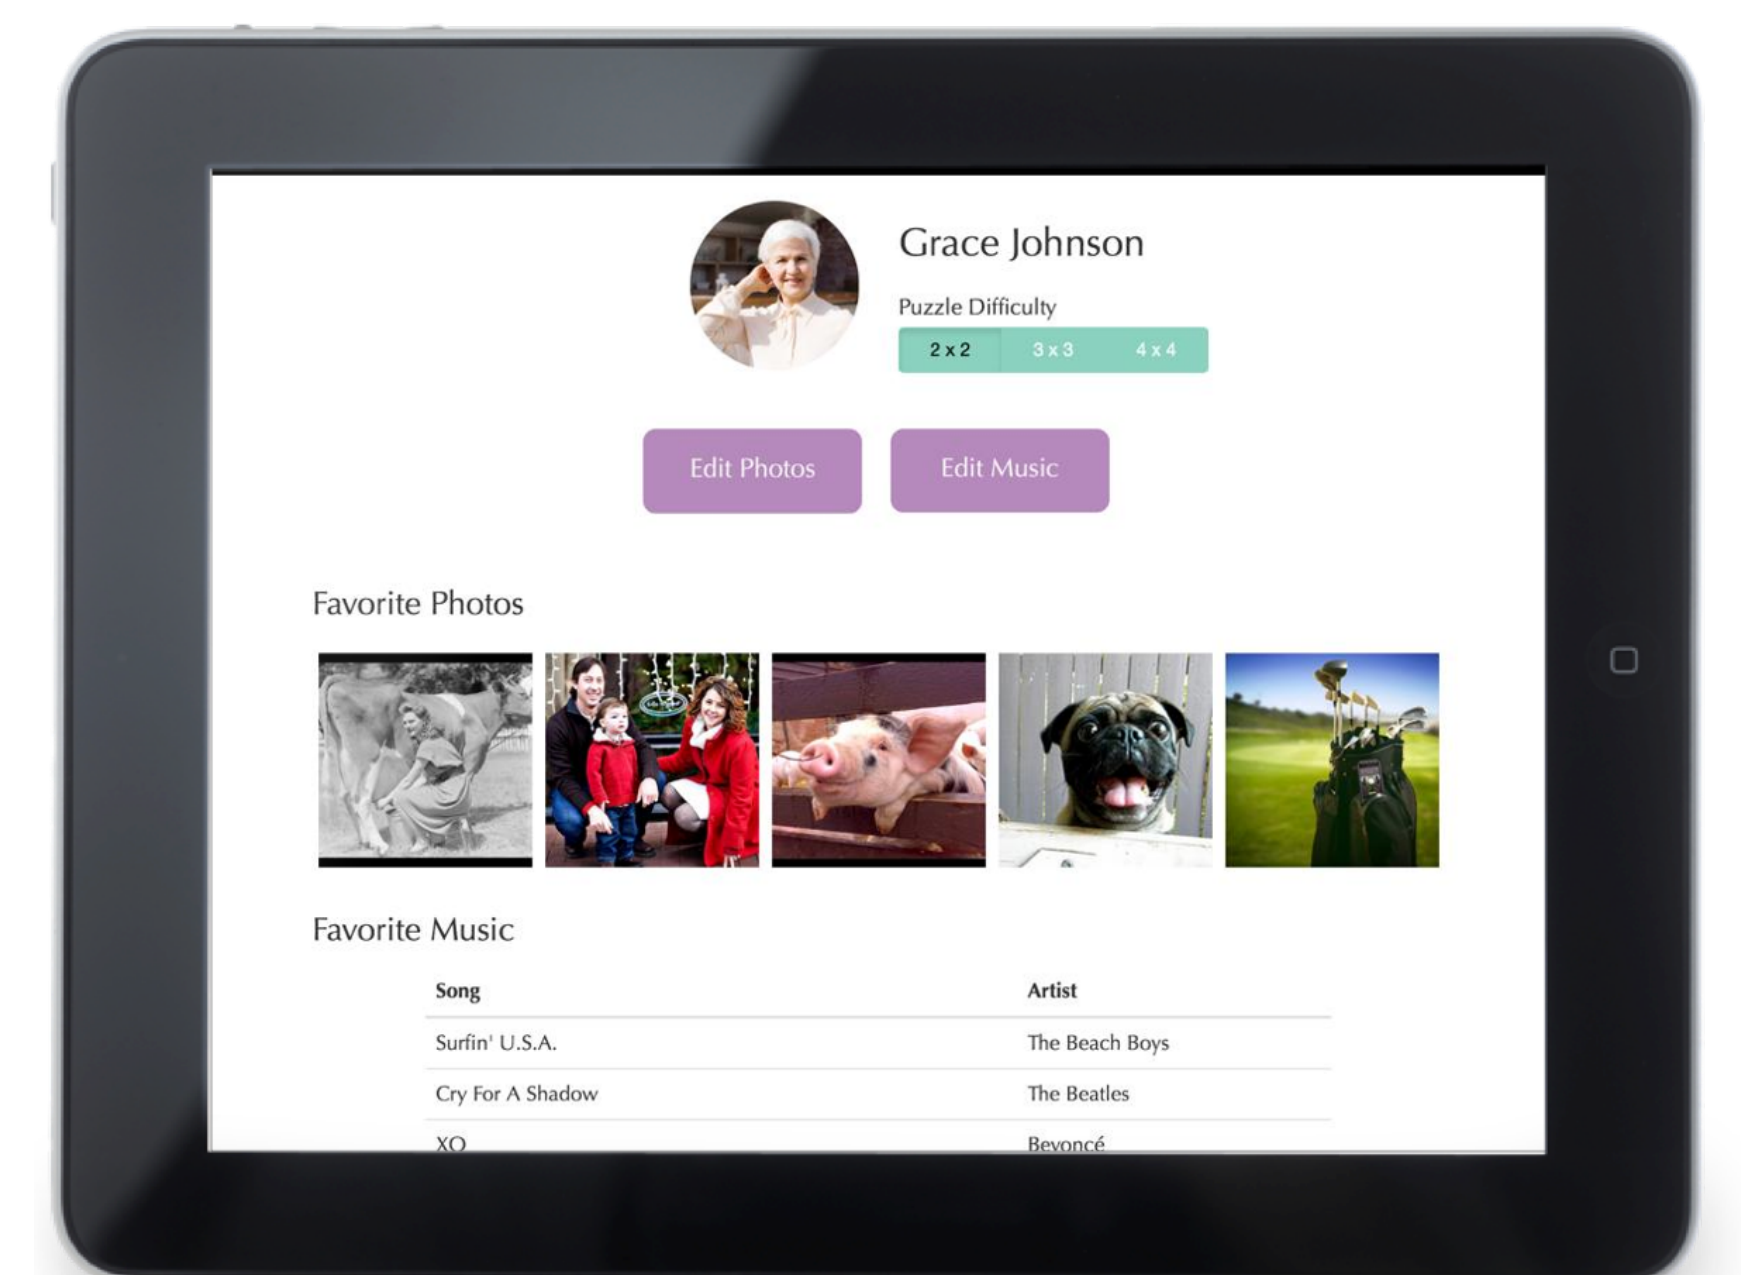 Grace Johnson
Puzzle Difficulty
2 x 2 3 x 3 4 x 4
Edit Photos Edit Music
Favorite Photos
Favorite Music
Song Artist
Surfin' U.S.A. The Beach Boys
Cry For A Shadow The Beatles
XO Beyoncé